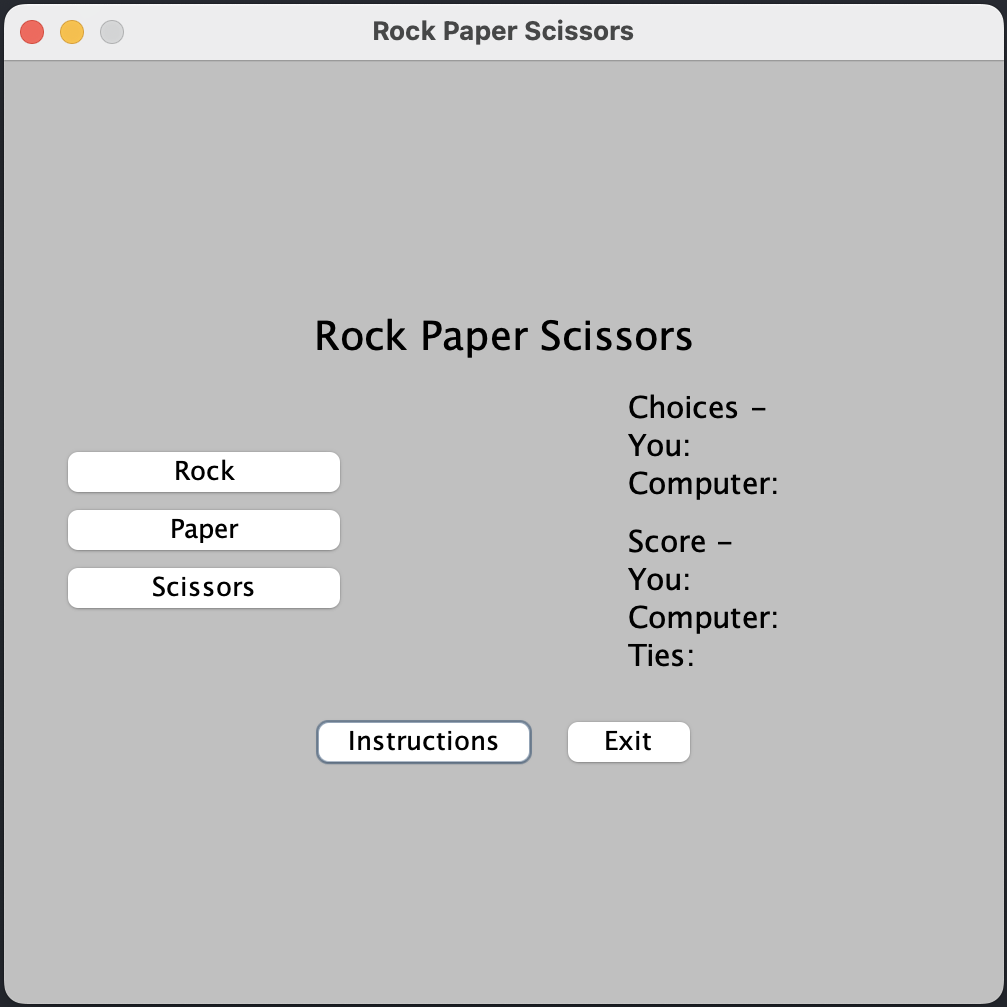 Rock Paper Scissors
Rock Paper Scissors
Rock
Paper
Scissors
Choices –
You:
Computer:
Score –
You:
Computer:
Ties:
Instructions
Exit